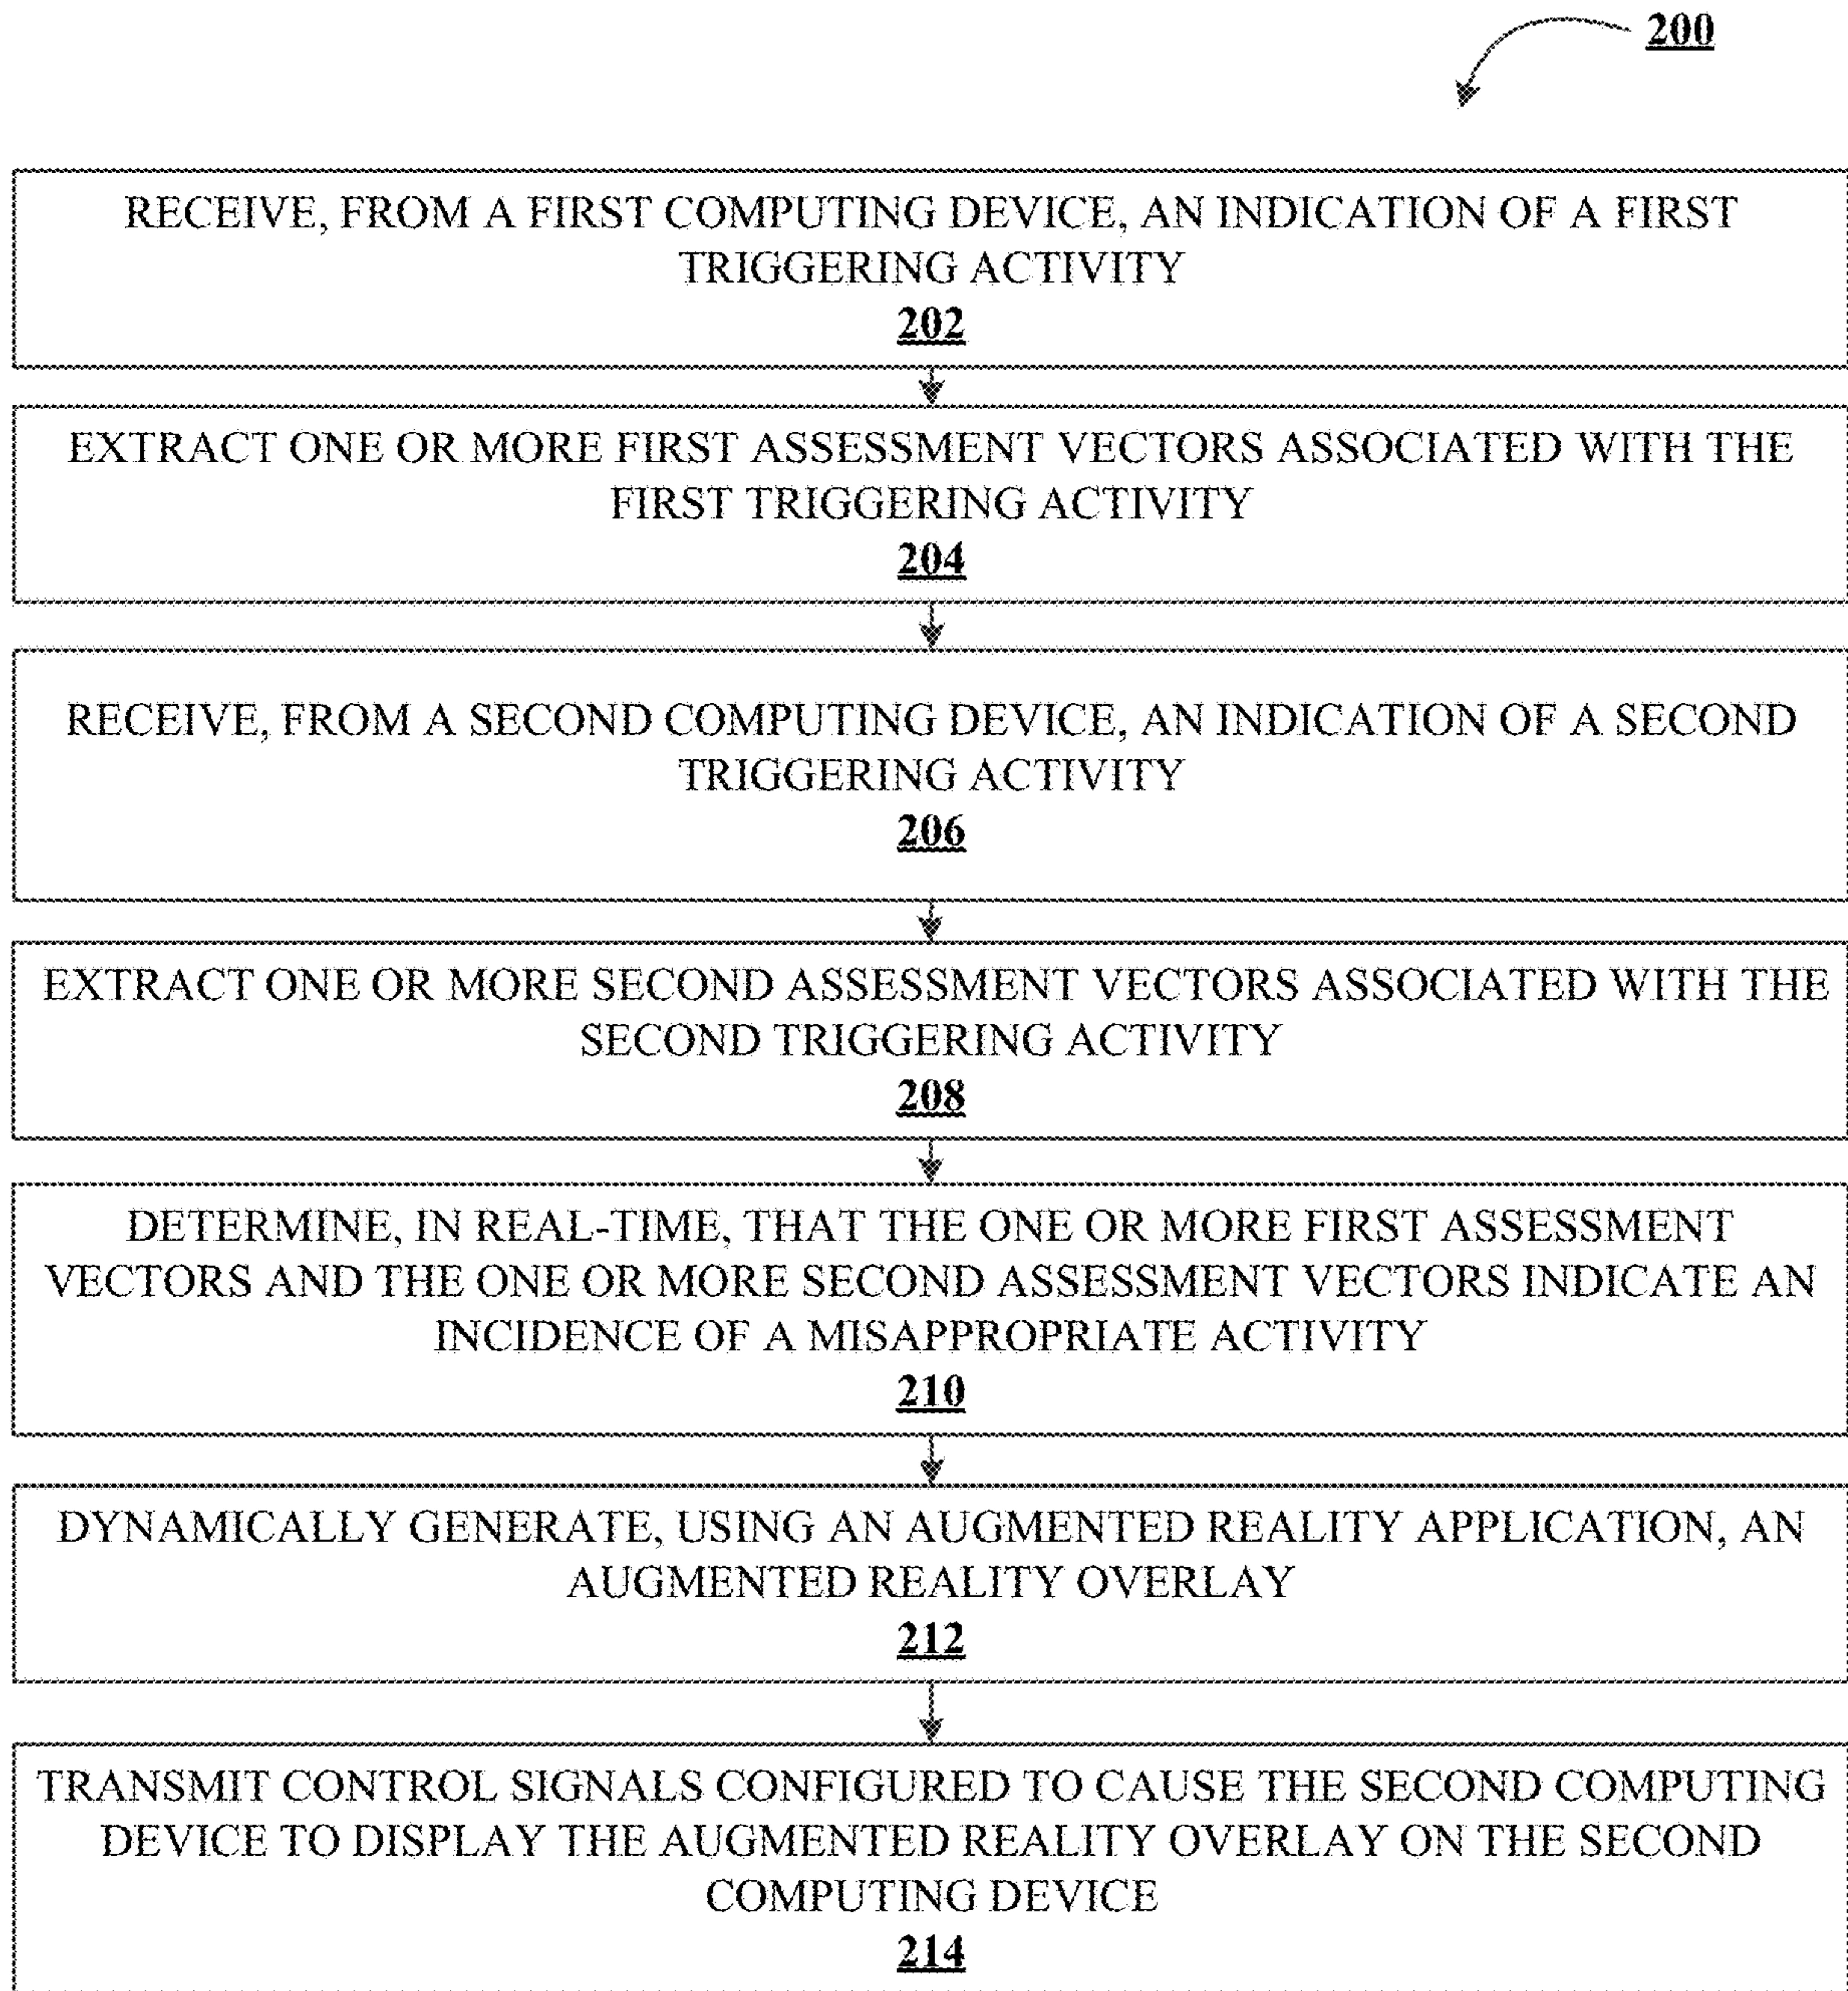 200
RECEIVE, FROM A FIRST COMPUTING DEVICE, AN INDICATION OF A FIRST
TRIGGERING ACTIVITY
202
EXTRACT ONE OR MORE FIRST ASSESSMENT VECTORS ASSOCIATED WITH THE
FIRST TRIGGERING ACTIVITY
204
RECEIVE, FROM A SECOND COMPUTING DEVICE, AN INDICATION OF A SECOND
TRIGGERING ACTIVITY
206
EXTRACT ONE OR MORE SECOND ASSESSMENT VECTORS ASSOCIATED WITH THE
SECOND TRIGGERING ACTIVITY
208
DETERMINE, IN REAL-TIME, THAT THE ONE OR MORE FIRST ASSESSMENT
VECTORS AND THE ONE OR MORE SECOND ASSESSMENT VECTORS INDICATE AN
INCIDENCE OF A MISAPPROPRIATE ACTIVITY
210
DYNAMICALLY GENERATE, USING AN AUGMENTED REALITY APPLICATION, AN
AUGMENTED REALITY OVERLAY
212
TRANSMIT CONTROL SIGNALS CONFIGURED TO CAUSE THE SECOND COMPUTING
DEVICE TO DISPLAY THE AUGMENTED REALITY OVERLAY ON THE SECOND
COMPUTING DEVICE
214